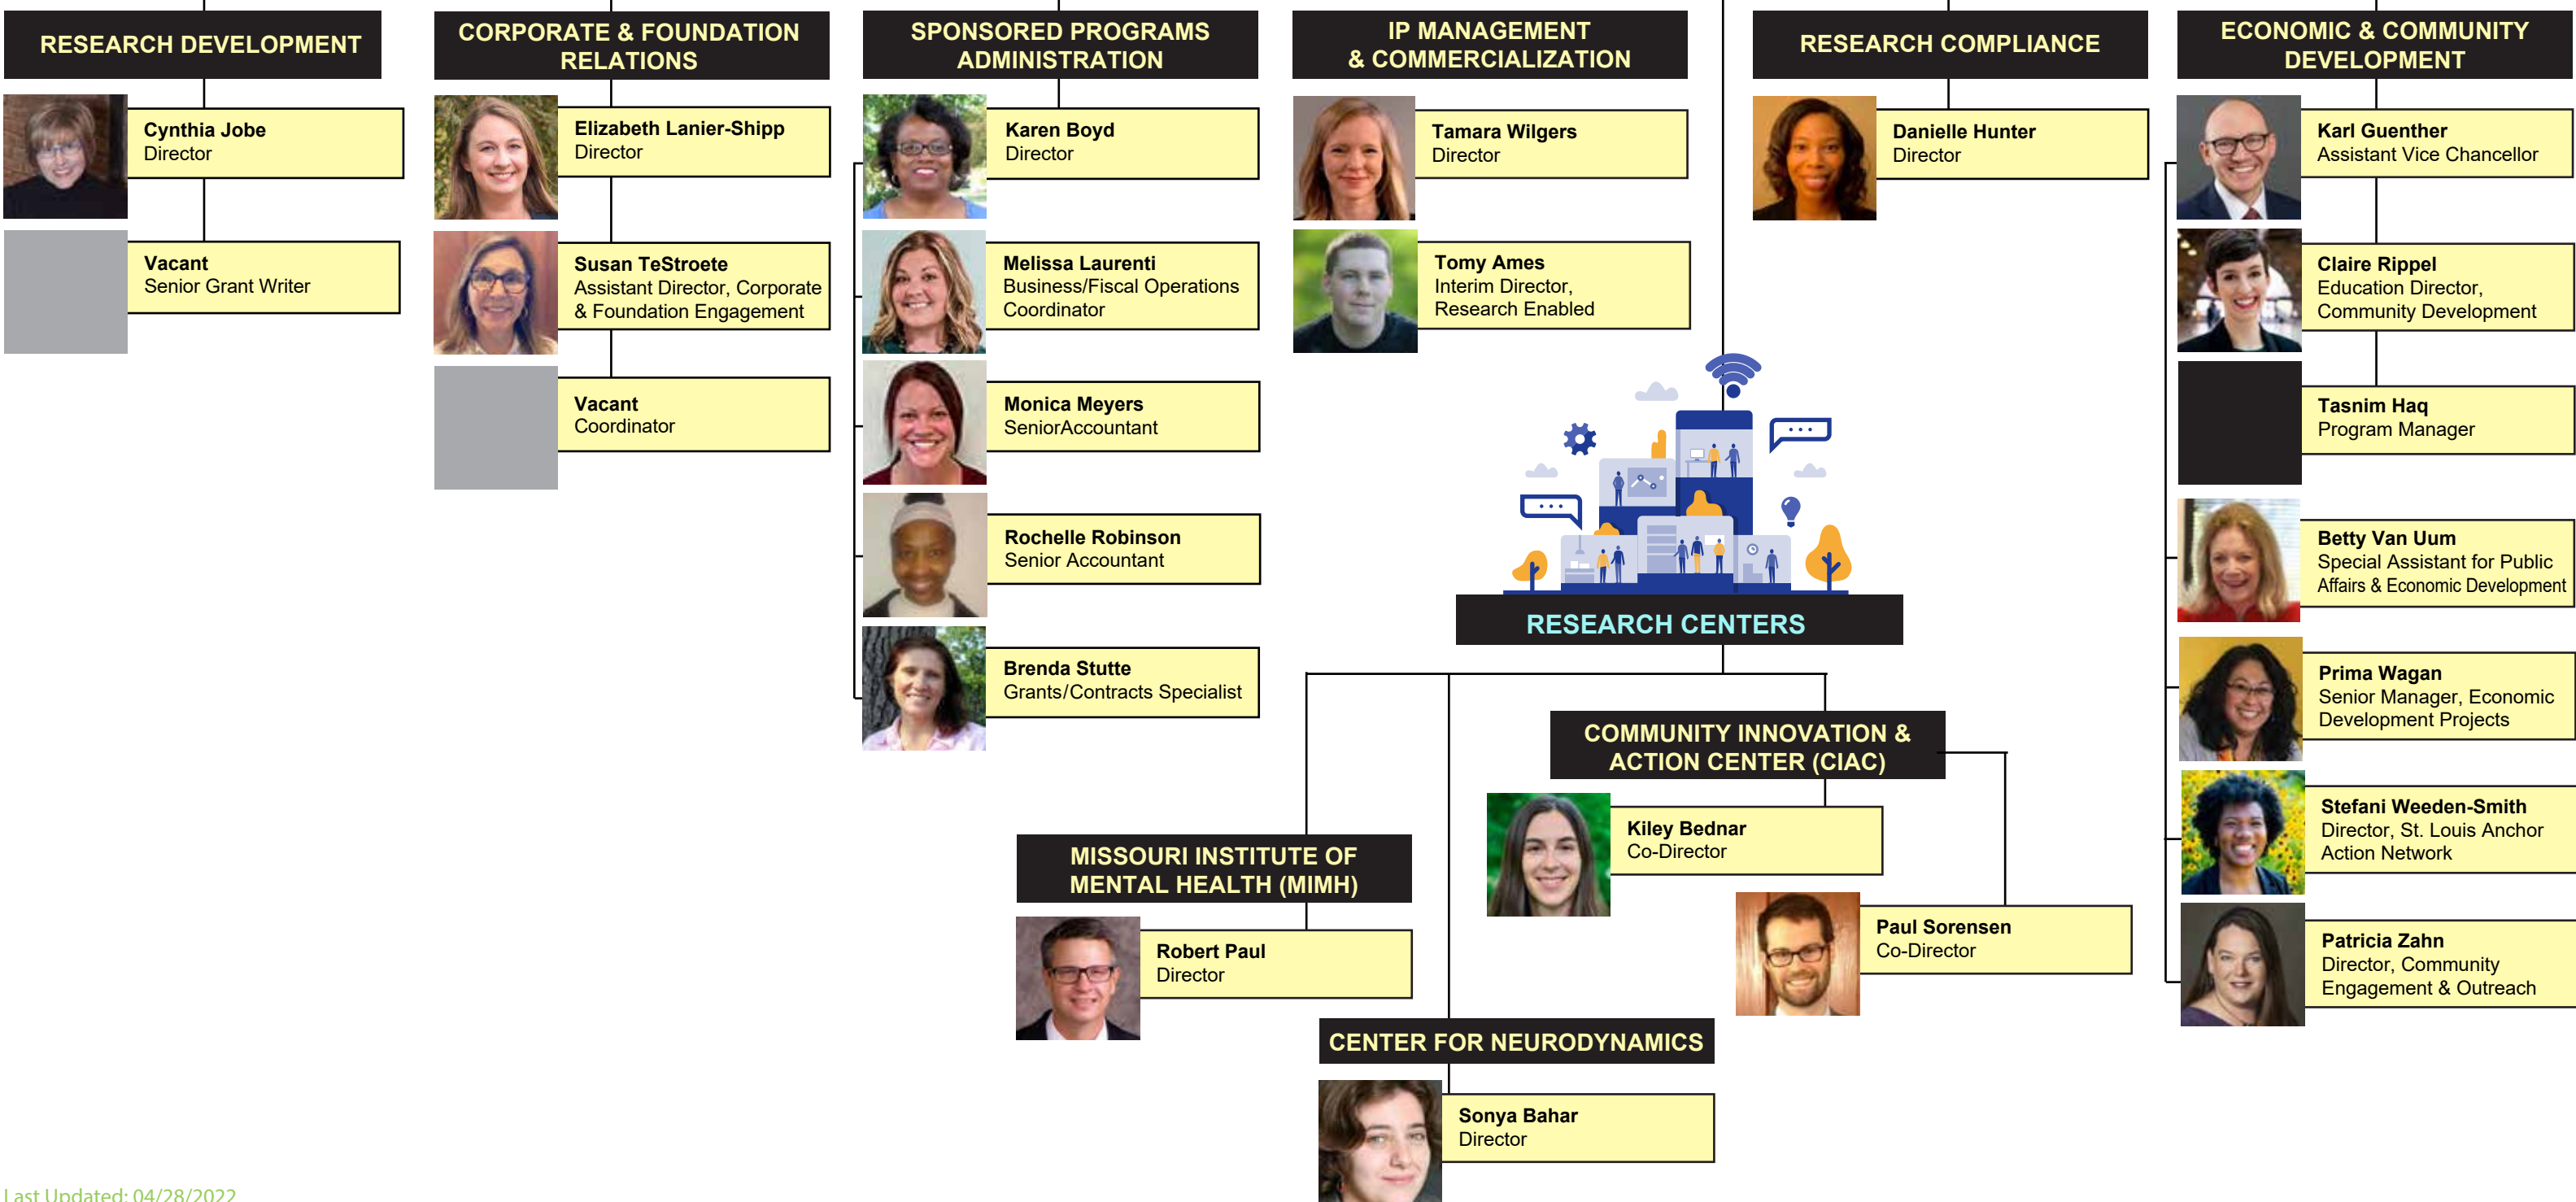 RESEARCH DEVELOPMENT
Cynthia Jobe
Director
Vacant
Senior Grant Writer
CORPORATE & FOUNDATION
RELATIONS
Elizabeth Lanier-Shipp
Director
Susan TeStroete
Assistant Director, Corporate
& Foundation Engagement
Vacant
Coordinator
SPONSORED PROGRAMS
ADMINISTRATION
Karen Boyd
Director
Melissa Laurenti
Business/Fiscal Operations
Coordinator
Monica Meyers
SeniorAccountant
Rochelle Robinson
Senior Accountant
Brenda Stutte
Grants/Contracts Specialist
IP MANAGEMENT
& COMMERCIALIZATION
Tamara Wilgers
Director
Tomy Ames
Interim Director,
Research Enabled
RESEARCH COMPLIANCE
Danielle Hunter
Director
ECONOMIC & COMMUNITY
DEVELOPMENT
Karl Guenther
Assistant Vice Chancellor
Claire Rippel
Education Director,
Community Development
Tasnim Haq
Program Manager
Betty Van Uum
Special Assistant for Public
Affairs & Economic Development
Prima Wagan
Senior Manager, Economic
Development Projects
Stefani Weeden-Smith
Director, St. Louis Anchor
Action Network
Patricia Zahn
Director, Community
Engagement & Outreach
RESEARCH CENTERS
MISSOURI INSTITUTE OF
MENTAL HEALTH (MIMH)
Robert Paul
Director
CENTER FOR NEURODYNAMICS
Sonya Bahar
Director
COMMUNITY INNOVATION &
ACTION CENTER (CIAC)
Kiley Bednar
Co-Director
Paul Sorensen
Co-Director
Last Updated: 04/28/2022